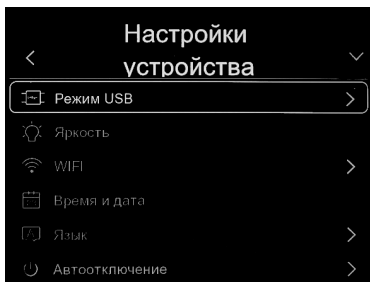 Настройки
устройства
Режим USB
Яркость
WIFI
Время и дата
Язык
Автоотключение